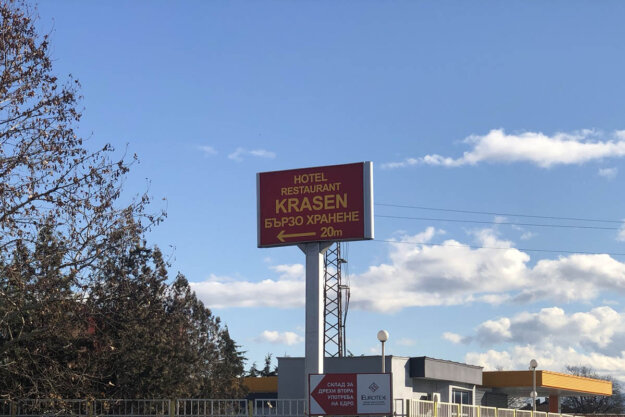 HOTEL
RESTAURANT
KRASEN
БЪРЗО ХРАНЕНЕ
20m
СКЛАД ЗА
ДРЕХИ ВТОРА
УПОТРЕБА
НА ЕДРО
EUROTEX